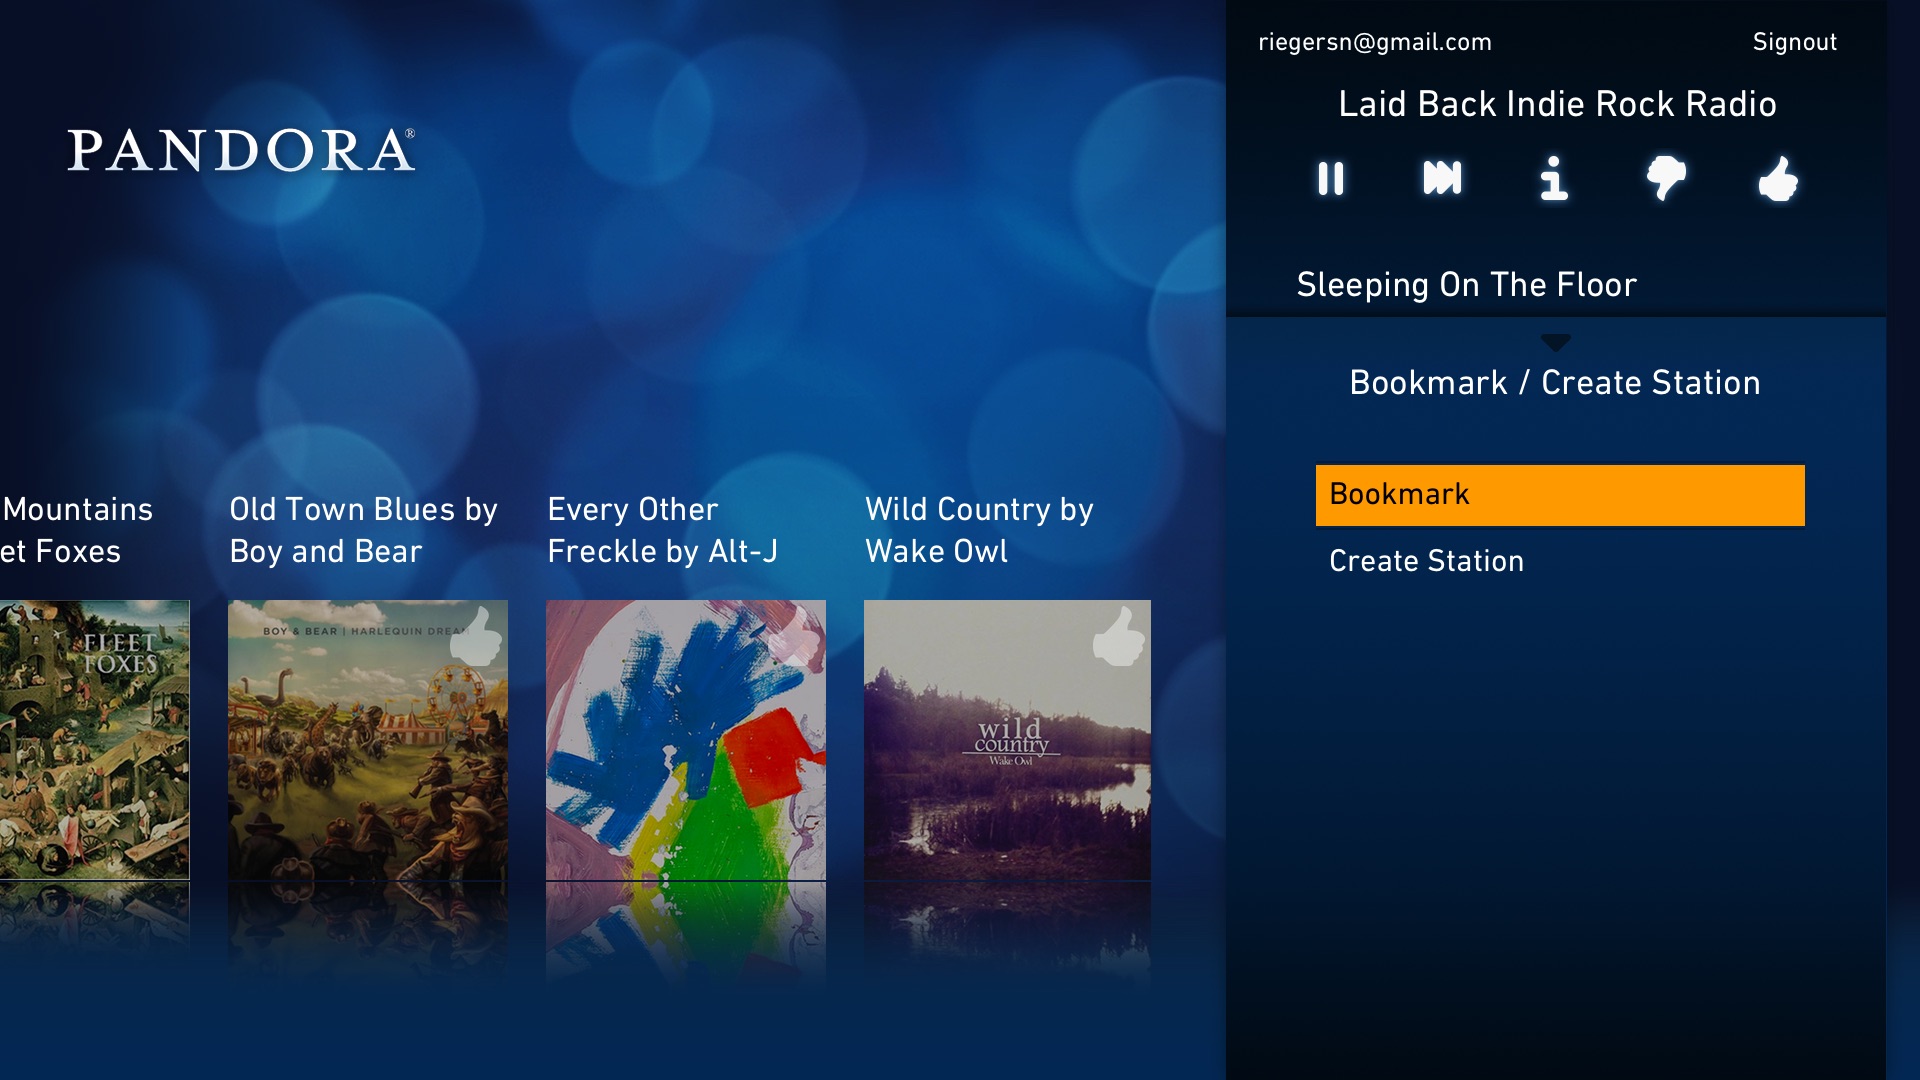 PANDORA®
riegersn@gmail.com
Signout
Laid Back Indie Rock Radio
Sleeping On The Floor
Bookmark / Create Station
Bookmark
Create Station
Mountains
et Foxes
Old Town Blues by
Boy and Bear
Every Other
Freckle by Alt-J
Wild Country by
Wake Owl
FLEET
FOXES
BOY & BEAR | HARLEQUIN DREAM
wild
country
Wake Owl